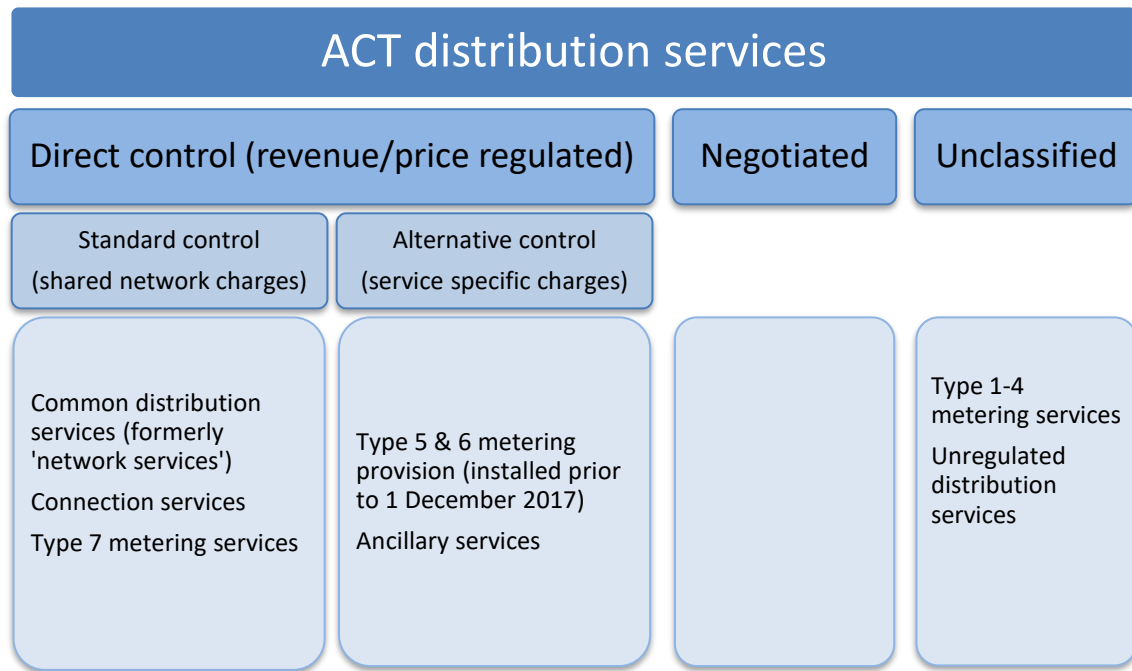 ACT distribution services
Direct control (revenue/price regulated)
Negotiated
Unclassified
Standard control
(shared network charges)
Alternative control
(service specific charges)
Common distribution
services (formerly
'network services')
Connection services
Type 7 metering services
Type 5 & 6 metering
provision (installed prior
to 1 December 2017)
Ancillary services
Type 1-4
metering services
Unregulated
distribution
services